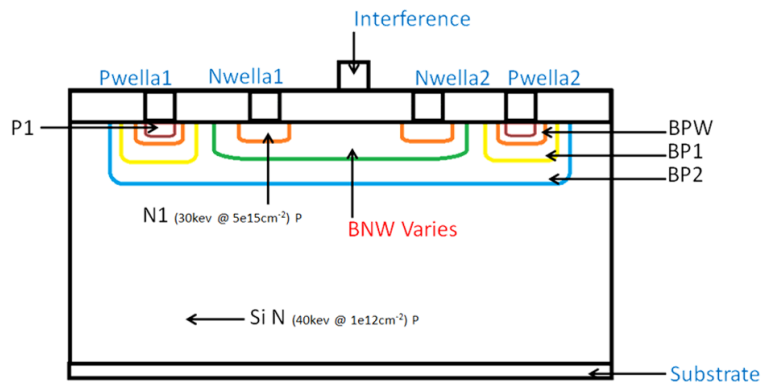 Interference
Pwella1 Nwella1 Nwella2 Pwella2
P1 BPW
BP1
BP2
N1 (30kev @ 5e15cm-2) P
BNW Varies
Si N (40kev @ 1e12cm-2) P
Substrate